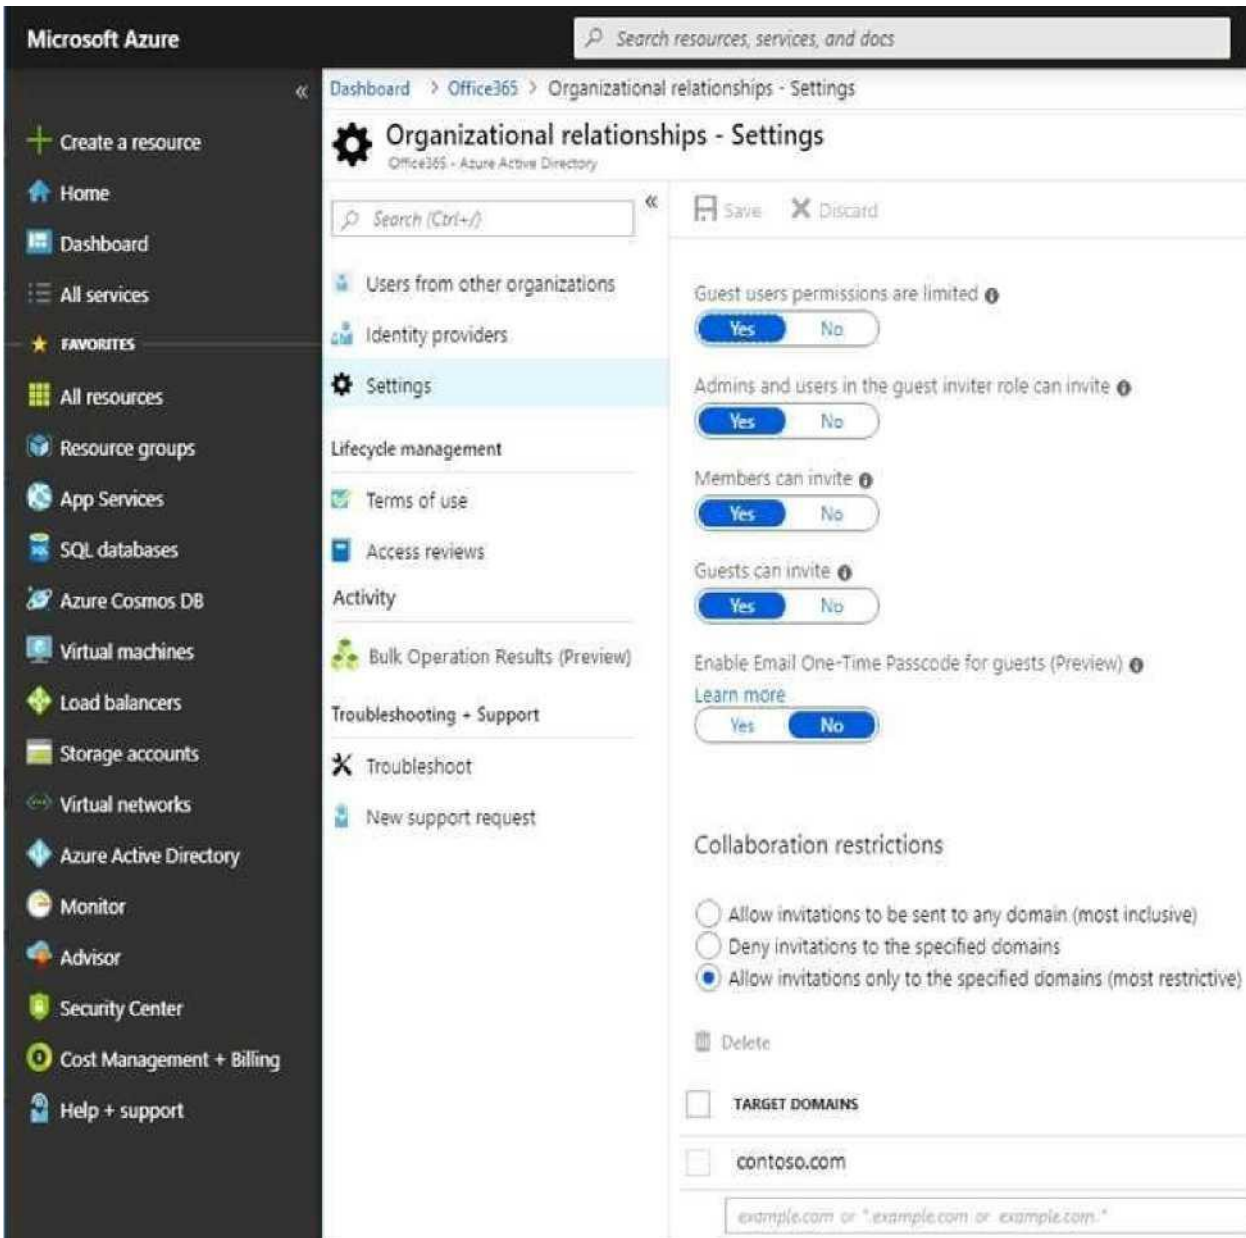 Microsoft Azure
Search resources, services, and docs
«
Create a resource
Home
Dashboard
All services
FAVORITES
All resources
Resource groups
App Services
SQL databases
Azure Cosmos DB
Virtual machines
Load balancers
Storage accounts
Virtual networks
Azure Active Directory
Monitor
Advisor
Security Center
Cost Management + Billing
Help + support
Dashboard > Office365 > Organizational relationships - Settings
Organizational relationships - Settings
Office365 - Azure Active Directory
Search (Ctrl+/)
«
Users from other organizations
Identity providers
Settings
Lifecycle management
Terms of use
Access reviews
Activity
Bulk Operation Results (Preview)
Troubleshooting + Support
Troubleshoot
New support request
Save Discard
Guest users permissions are limited
Yes No
Admins and users in the guest inviter role can invite
Yes No
Members can invite
Yes No
Guests can invite
Yes No
Enable Email One-Time Passcode for guests (Preview)
Learn more
Yes No
Collaboration restrictions
Allow invitations to be sent to any domain (most inclusive)
Deny invitations to the specified domains
Allow invitations only to the specified domains (most restrictive)
Delete
TARGET DOMAINS
contoso.com
example.com or *.example.com or example.com.*